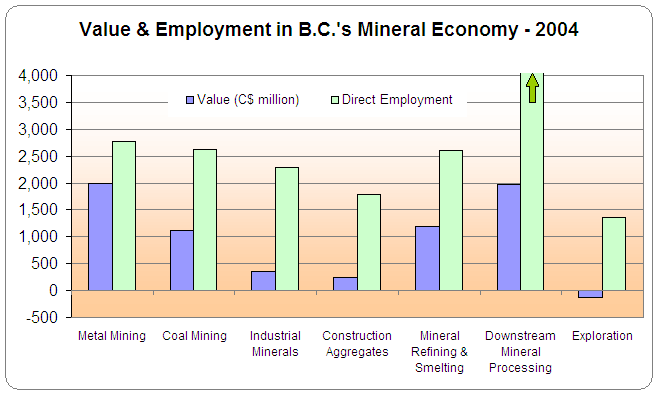 Value & Employment in B.C.'s Mineral Economy - 2004
4,000
3,500
3,000
2,500
2,000
1,500
1,000
500
0
-500
Value (C$ million)
Direct Employment
Metal Mining
Coal Mining
Industrial
Minerals
Construction
Aggregates
Mineral
Refining &
Smelting
Downstream
Mineral
Processing
Exploration